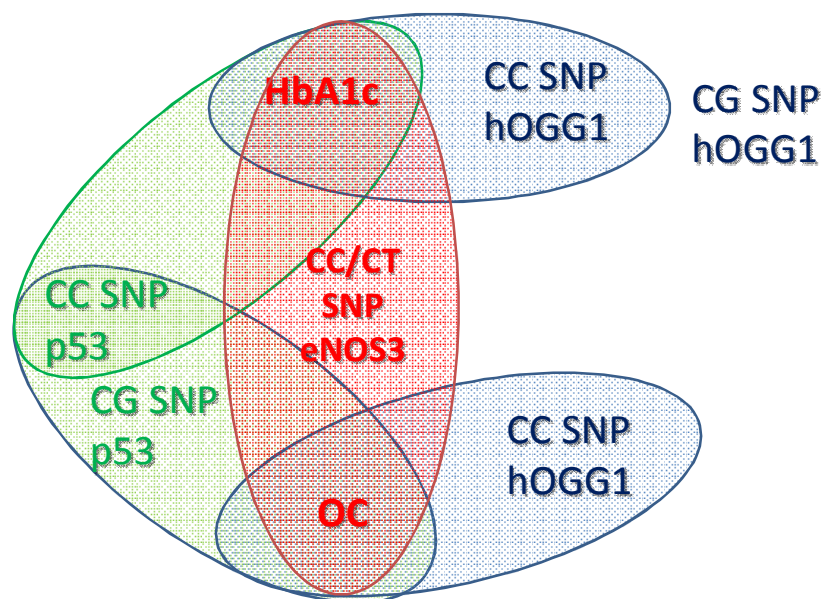 HbA1c
CC SNP
hOGG1
CG SNP
hOGG1
CC/CT
SNP
eNOS3
CC SNP
p53
CG SNP
p53
CC SNP
hOGG1
OC